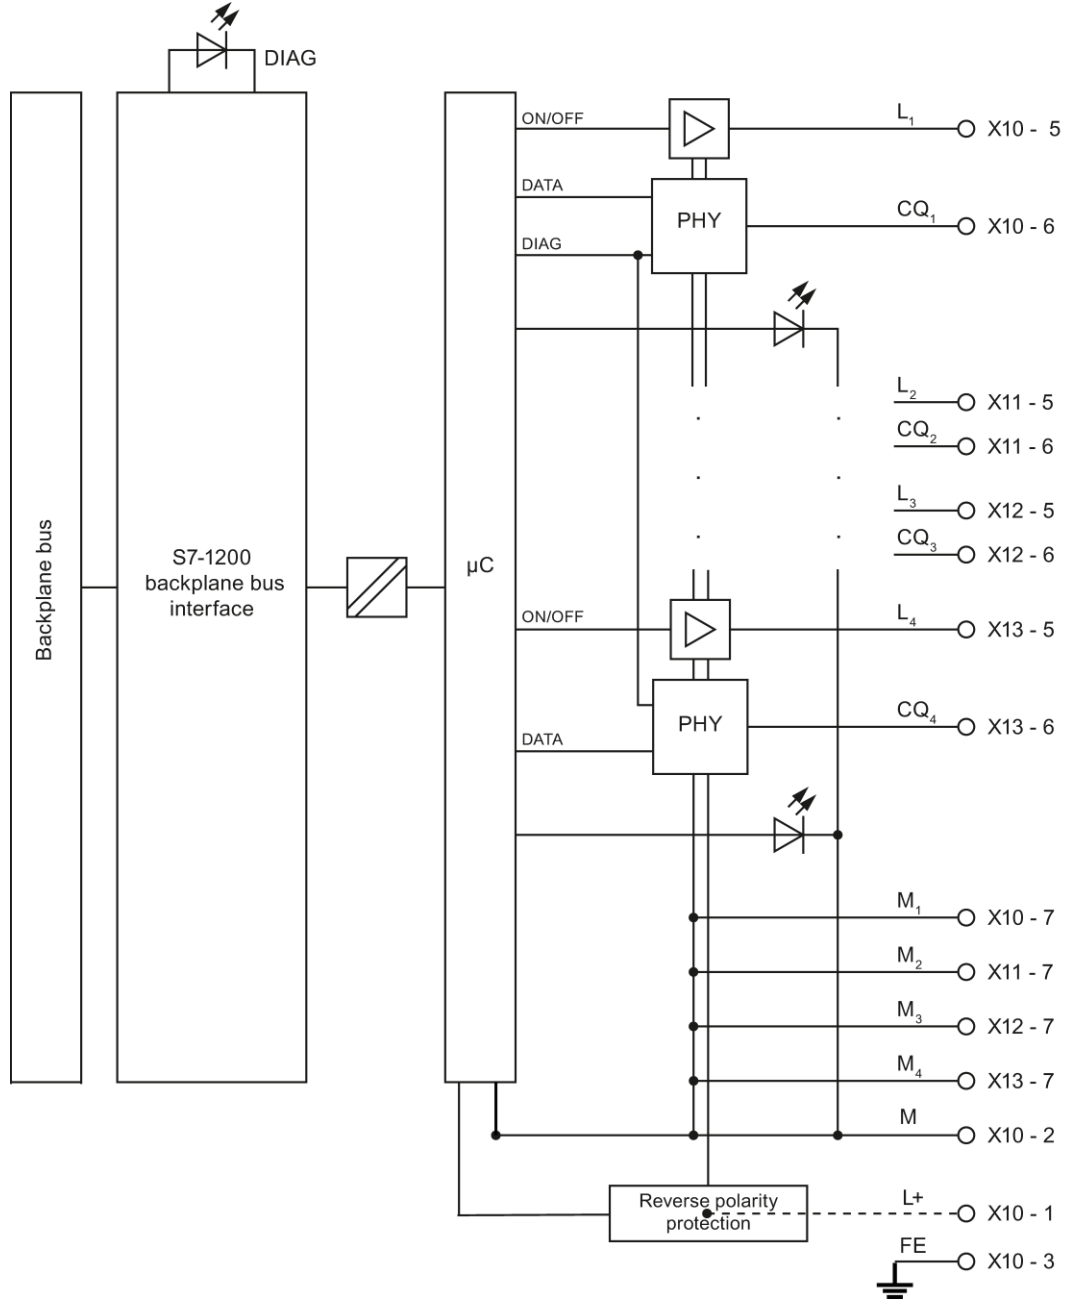 DIAG
ON/OFF
L1
X10 - 5
DATA
PHY
CQ1
X10 - 6
DIAG
L2
X11 - 5
CQ2
X11 - 6
L3
X12 - 5
CQ3
X12 - 6
Backplane bus
S7-1200
backplane bus
interface
µC
ON/OFF
L4
X13 - 5
PHY
CQ4
X13 - 6
DATA
M1
X10 - 7
M2
X11 - 7
M3
X12 - 7
M4
X13 - 7
M
X10 - 2
Reverse polarity
protection
L+
X10 - 1
FE
X10 - 3